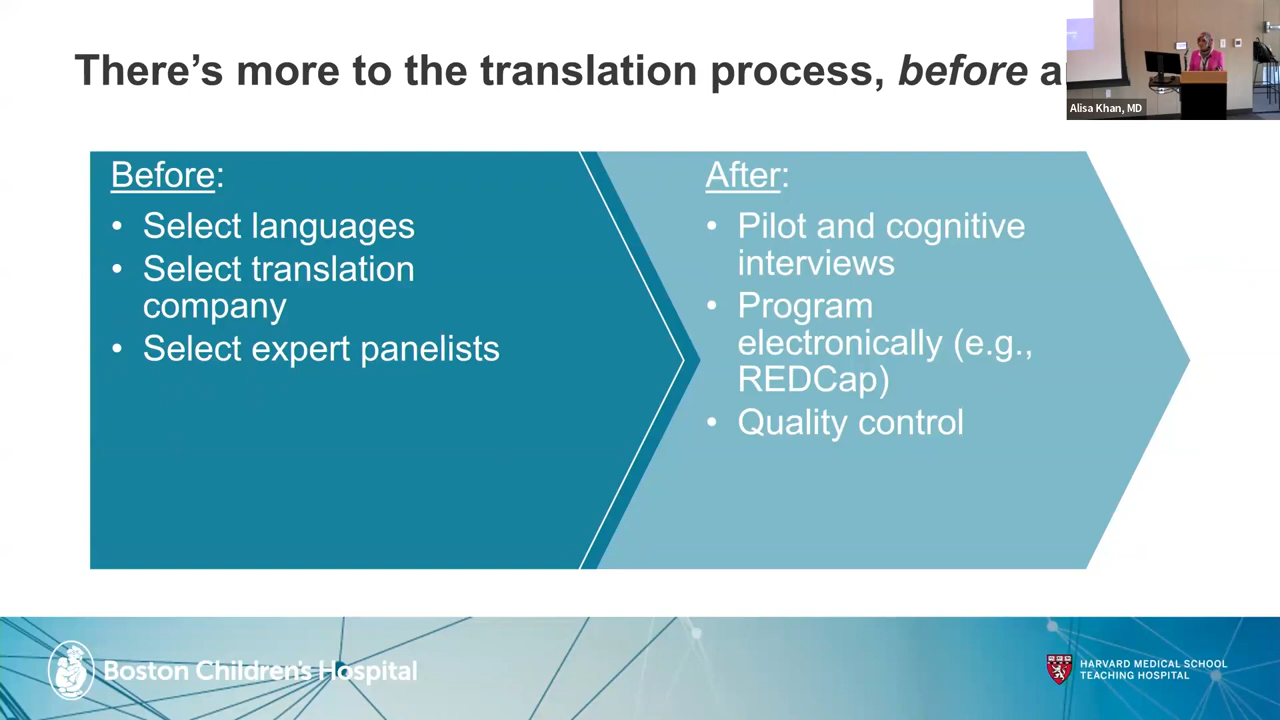 There's more to the translation process, before a
Alisa Khan, MD
Before:
• Select languages
• Select translation
company
• Select expert panelists
After:
• Pilot and cognitive
interviews
• Program
electronically (e.g.,
REDCap)
• Quality control
Boston Children's Hospital
HARVARD MEDICAL SCHOOL
TEACHING HOSPITAL